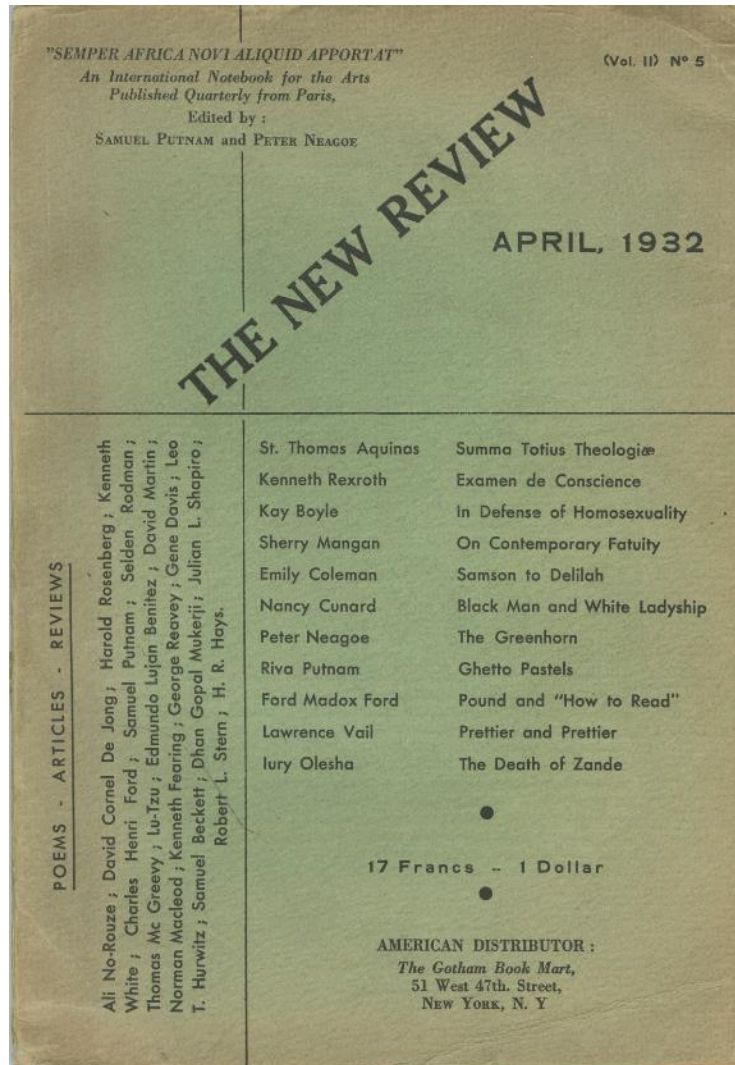 "SEMPER AFRICA NOVI ALIQUID APPORTAT"
An International Notebook for the Arts
Published Quarterly from Paris,
Edited by :
SAMUEL PUTNAM and PETER NEAGOE
(Vol. II) N° 5
THE NEW REVIEW
APRIL, 1932
POEMS - ARTICLES - REVIEWS
Ali No-Rouze ; David Cornel De Jong ; Harold Rosenberg ; Kenneth
White ; Charles Henri Ford ; Samuel Putnam ; Selden Rodman ;
Thomas Mc Greevy ; Lu-Tzu ; Edmundo Lujan Benitez ; David Martin ;
Norman Macleod ; Kenneth Fearing ; George Reavey ; Gene Davis ; Leo
T. Hurwitz ; Samuel Beckett ; Dhan Gopal Mukerji ; Julian L. Shapiro ;
Robert L. Stern ; H. R. Hays.
St. Thomas Aquinas Summa Totius Theologiæ
Kenneth Rexroth Examen de Conscience
Kay Boyle In Defense of Homosexuality
Sherry Mangan On Contemporary Fatuity
Emily Coleman Samson to Delilah
Nancy Cunard Black Man and White Ladyship
Peter Neagoe The Greenhorn
Riva Putnam Ghetto Pastels
Ford Madox Ford Pound and "How to Read"
Lawrence Vail Prettier and Prettier
Iury Olesha The Death of Zande
17 Francs - 1 Dollar
AMERICAN DISTRIBUTOR :
The Gotham Book Mart,
51 West 47th. Street,
NEW YORK, N. Y